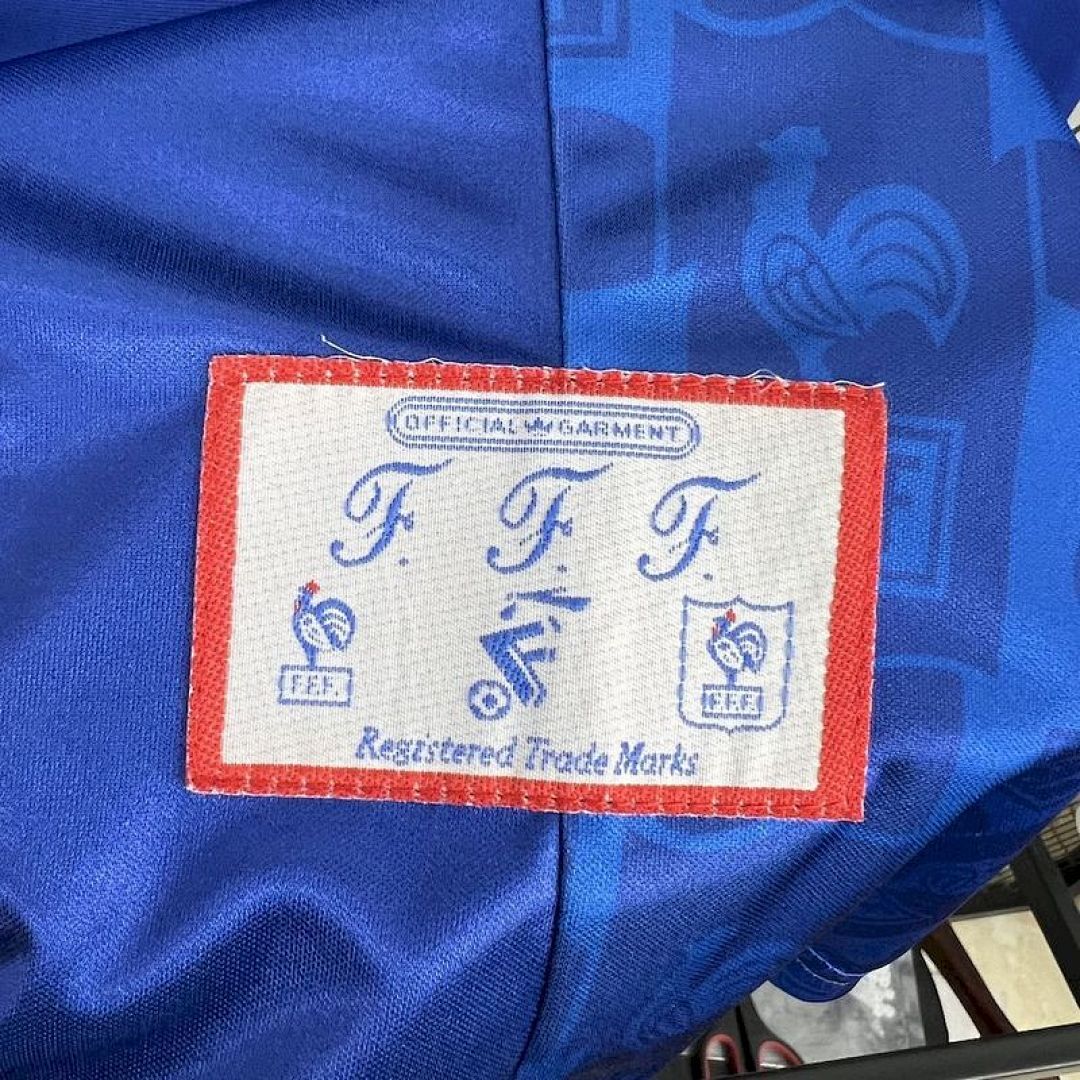 OFFICIAL GARMENT
F. F. F.
F.F.F. F.F.F.
Registered Trade Marks